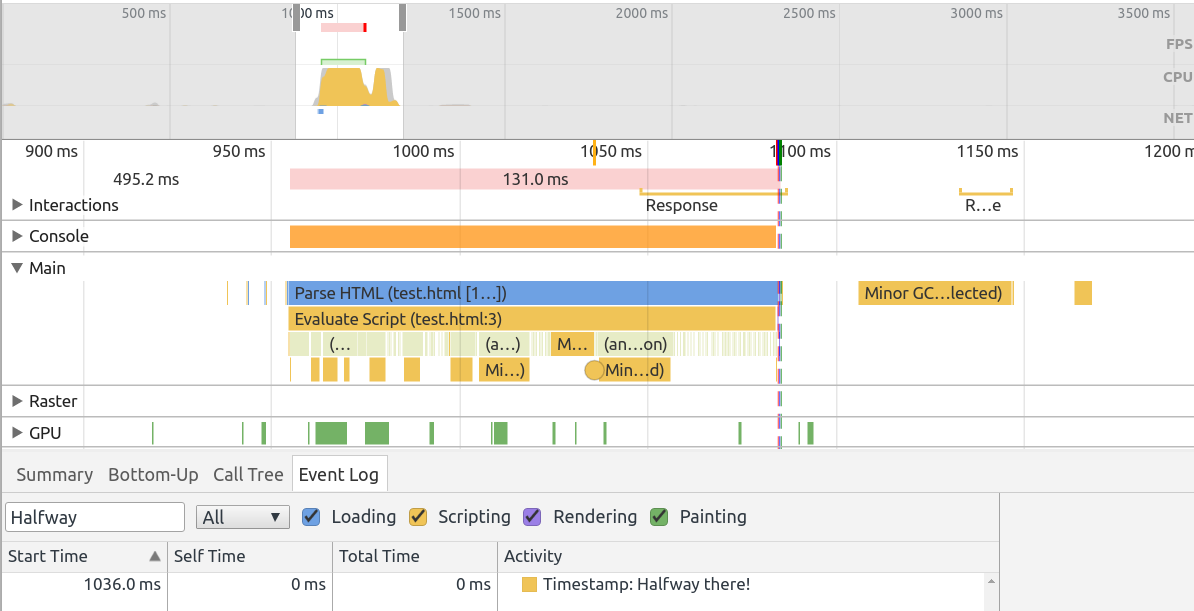 500 ms 1000 ms 1500 ms 2000 ms 2500 ms 3000 ms 3500 ms
FPS
CPU
NET
900 ms 950 ms 1000 ms 1050 ms 1100 ms 1150 ms 1200 m
495.2 ms 131.0 ms
Interactions Response R...e
Console
Main
Parse HTML (test.html [1...]) Minor GC...lected)
Evaluate Script (test.html:3)
(... (a...) M... (an...on)
Mi...) Min...d)
Raster
GPU
Summary Bottom-Up Call Tree Event Log
Halfway All ▼ Loading Scripting Rendering Painting
Start Time ▲ Self Time Total Time Activity
1036.0 ms 0 ms 0 ms Timestamp: Halfway there!